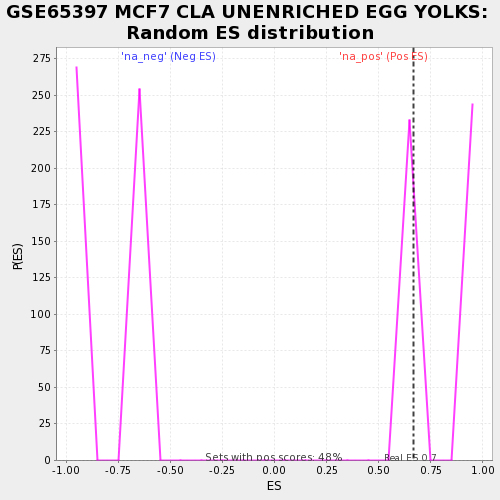 GSE65397 MCF7 CLA UNENRICHED EGG YOLKS:
Random ES distribution
'na_neg' (Neg ES)
'na_pos' (Pos ES)
275
250
225
200
175
150
125
100
75
50
25
0
P(ES)
Sets with pos scores: 48%
Real ES 0.7
-1.00 -0.75 -0.50 -0.25 0.00 0.25 0.50 0.75 1.00
ES